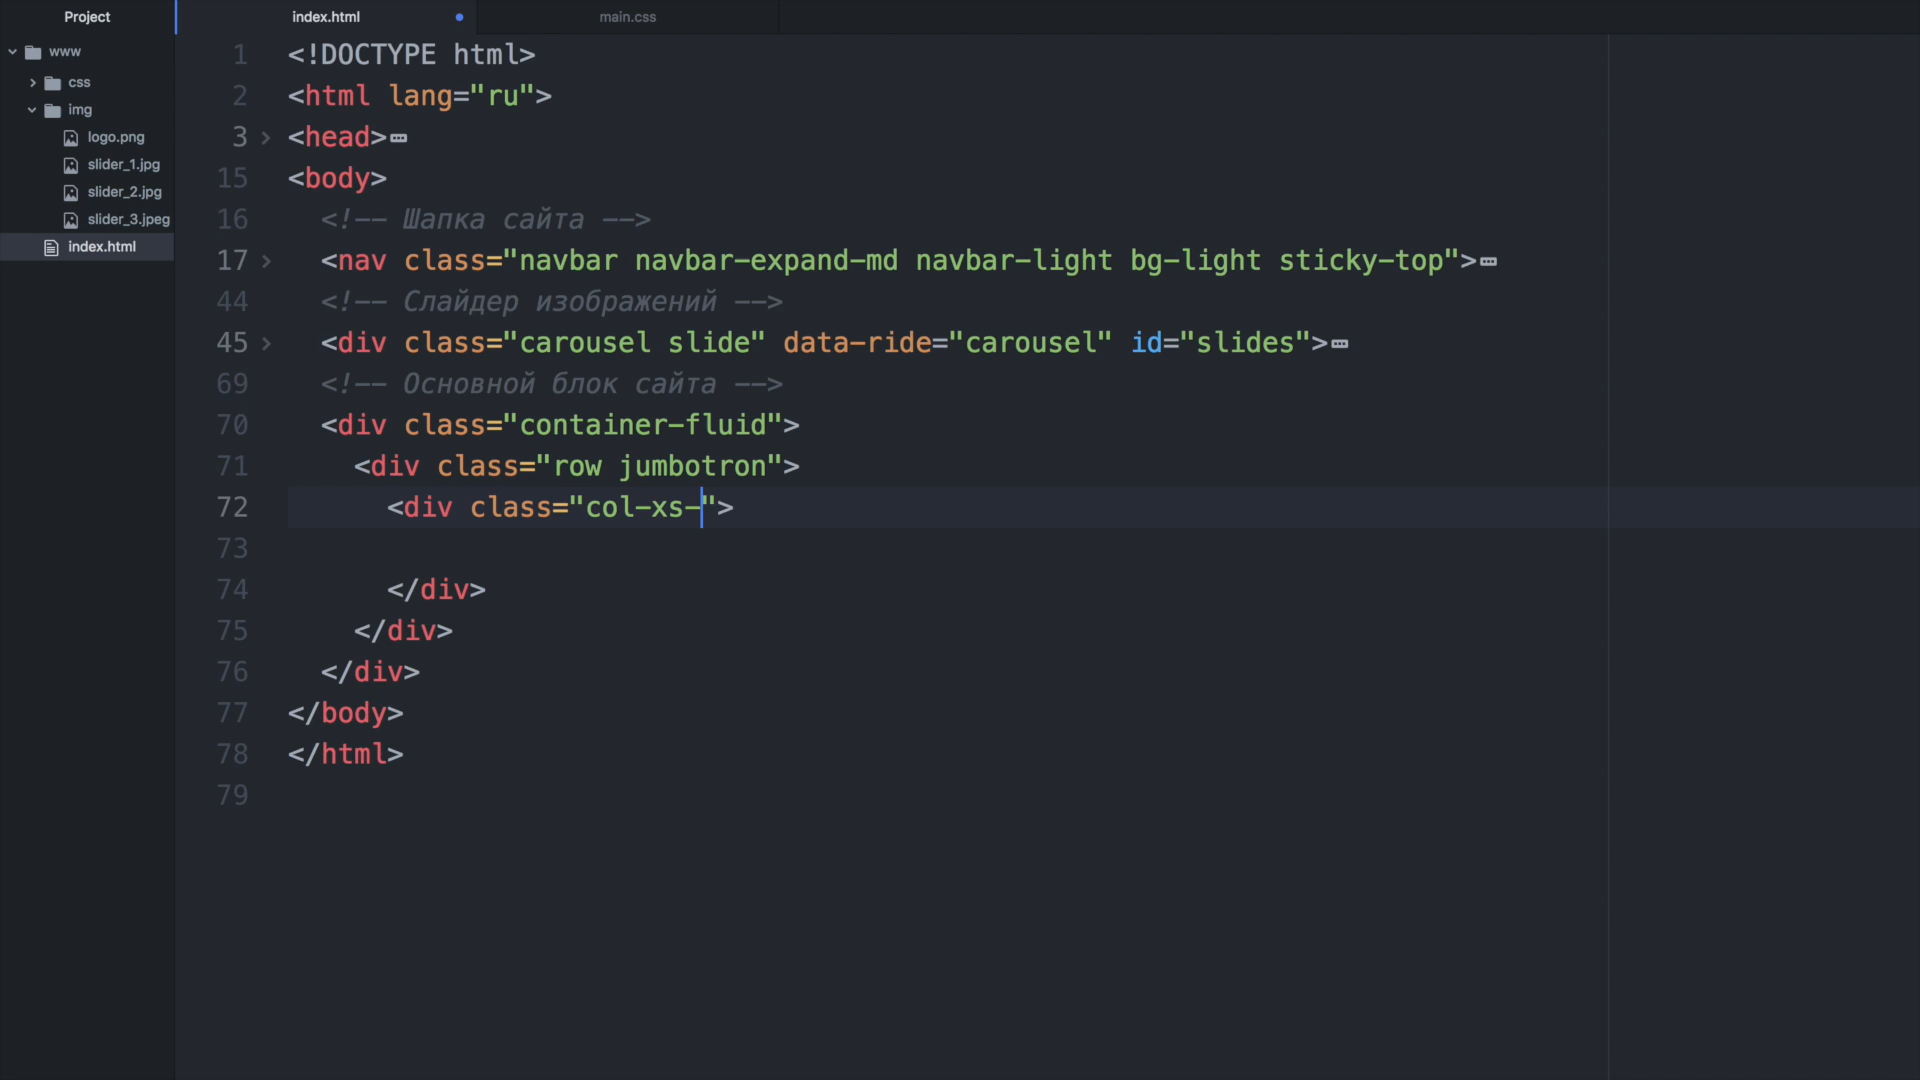 Project
index.html
main.css
www
css
img
logo.png
slider_1.jpg
slider_2.jpg
slider_3.jpeg
index.html
1 <!DOCTYPE html>
2 <html lang="ru">
3 <head>
15 <body>
16 <!-- Шапка сайта -->
17 <nav class="navbar navbar-expand-md navbar-light bg-light sticky-top">
44 <!-- Слайдер изображений -->
45 <div class="carousel slide" data-ride="carousel" id="slides">
69 <!-- Основной блок сайта -->
70 <div class="container-fluid">
71 <div class="row jumbotron">
72 <div class="col-xs-">
73
74 </div>
75 </div>
76 </div>
77 </body>
78 </html>
79